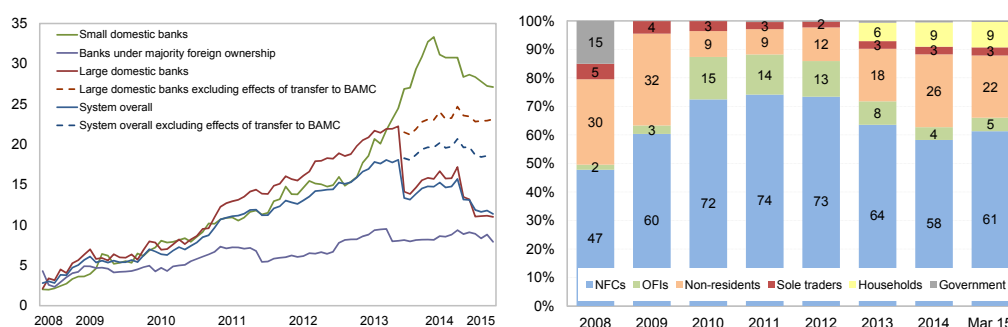 35
30
25
20
15
10
5
0
Small domestic banks
Banks under majority foreign ownership
Large domestic banks
Large domestic banks excluding effects of transfer to BAMC
System overall
System overall excluding effects of transfer to BAMC
2008 2009 2010 2011 2012 2013 2014 2015
100%
90%
80%
70%
60%
50%
40%
30%
20%
10%
0%
15 4 3 3 2 6 9 9
5 32 9 9 12 3 3 3
30 3 15 14 13 18 26 22
2 8 4 5
47 60 72 74 73 64 58 61
NFCs OFIs Non-residents Sole traders Households Government
2008 2009 2010 2011 2012 2013 2014 Mar 15